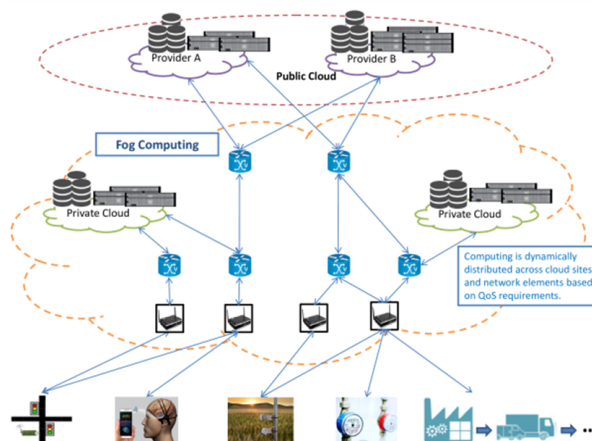 Provider A
Provider B
Public Cloud
Fog Computing
Private Cloud
Private Cloud
Computing is dynamically
distributed across cloud sites
and network elements based
on QoS requirements.
...